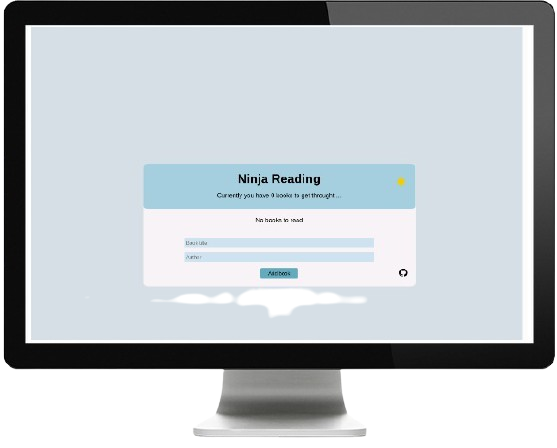 Ninja Reading
Currently you have 0 books to get throught...
No books to read
Book title
Author
Add book